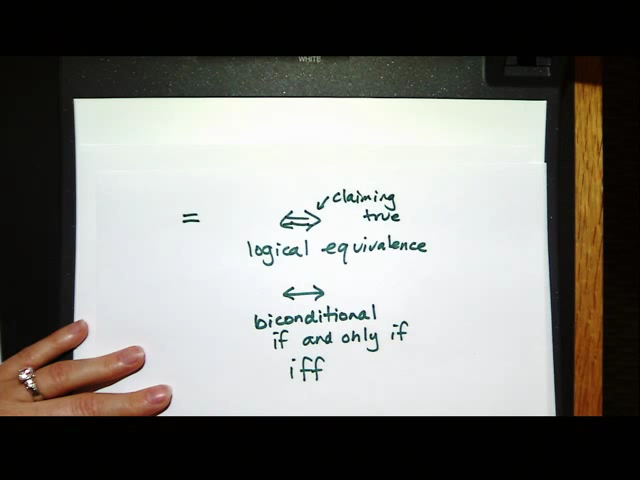 WHITE
= ⇔ claiming
true
logical equivalence
↔
biconditional
if and only if
iff